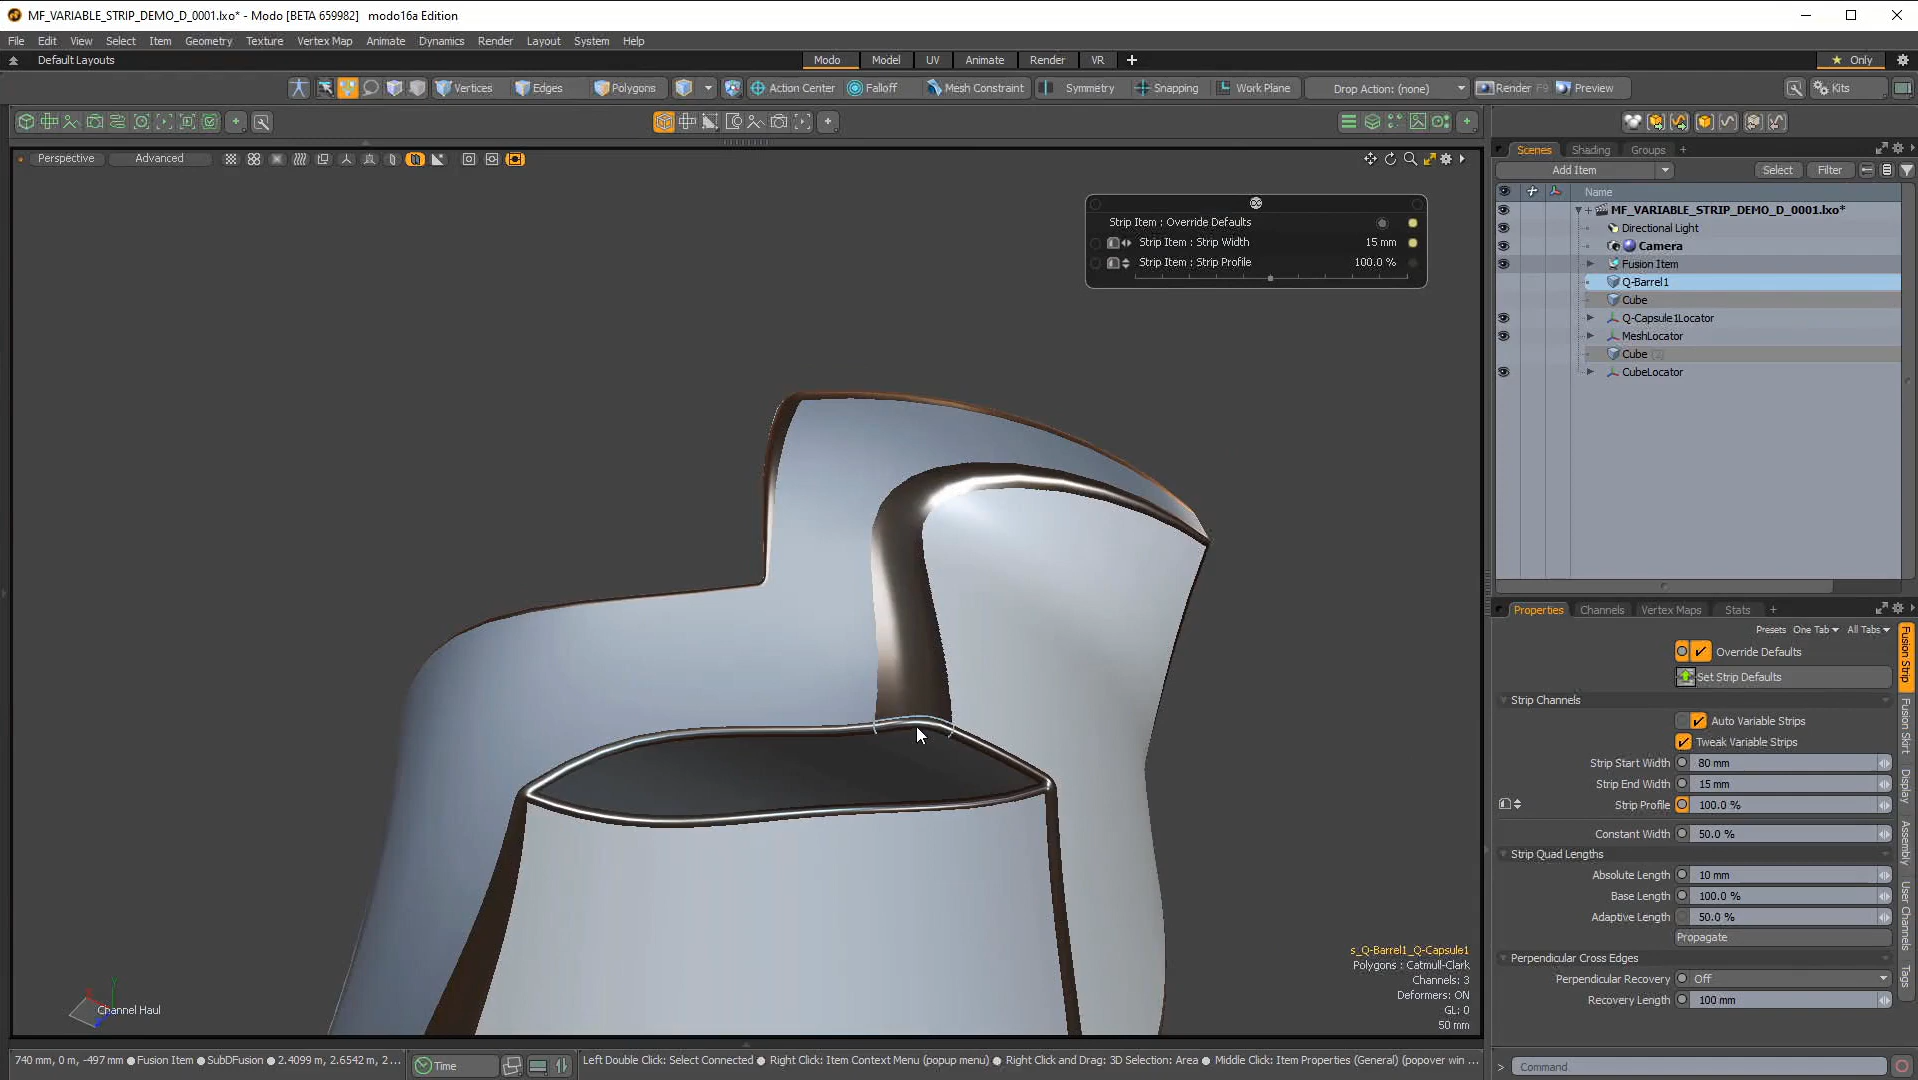 MF_VARIABLE_STRIP_DEMO_D_0001.lxo* - Modo [BETA 659982] modo16a Edition
File Edit View Select Item Geometry Texture Vertex Map Animate Dynamics Render Layout System Help
Default Layouts
Modo Model UV Animate Render VR + Only
Vertices Edges Polygons Action Center Falloff Mesh Constraint Symmetry Snapping Work Plane Drop Action: (none) Render F9 Preview Kits
Perspective Advanced
Strip Item : Override Defaults
Strip Item : Strip Width 15 mm
Strip Item : Strip Profile 100.0 %
Scenes Shading Groups +
Add Item Select Filter
Name
MF_VARIABLE_STRIP_DEMO_D_0001.lxo*
Directional Light
Camera
Fusion Item
Q-Barrel1
Cube
Q-Capsule1Locator
MeshLocator
Cube (2)
CubeLocator
Properties Channels Vertex Maps Stats +
Presets One Tab All Tabs
Override Defaults
Set Strip Defaults
Strip Channels
Auto Variable Strips
Tweak Variable Strips
Strip Start Width 80 mm
Strip End Width 15 mm
Strip Profile 100.0 %
Constant Width 50.0 %
Strip Quad Lengths
Absolute Length 10 mm
Base Length 100.0 %
Adaptive Length 50.0 %
Propagate
Perpendicular Cross Edges
Perpendicular Recovery Off
Recovery Length 100 mm
Fusion Strip
Fusion Skirt
Display
Assembly
User Channels
Tags
s_Q-Barrel1_Q-Capsule1
Polygons : Catmull-Clark
Channels: 3
Deformers: ON
GL: 0
50 mm
Channel Haul
740 mm, 0 m, -497 mm Fusion Item SubDFusion 2.4099 m, 2.6542 m, 2... Time Left Double Click: Select Connected Right Click: Item Context Menu (popup menu) Right Click and Drag: 3D Selection: Area Middle Click: Item Properties (General) (popover win ...
> Command